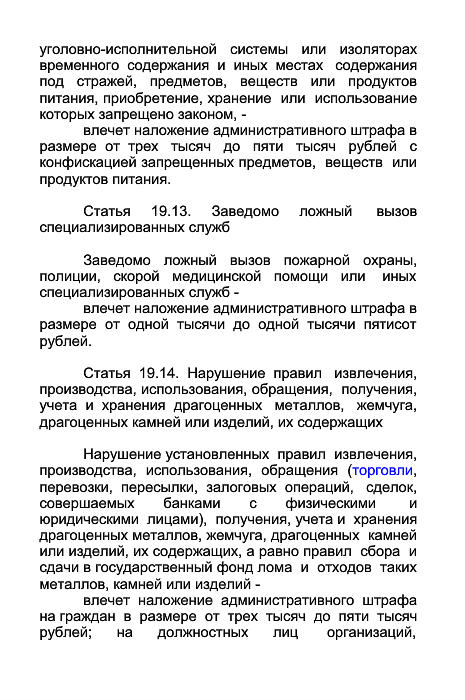 уголовно-исполнительной системы или изоляторах
временного содержания и иных местах содержания
под стражей, предметов, веществ или продуктов
питания, приобретение, хранение или использование
которых запрещено законом, -
влечет наложение административного штрафа в
размере от трех тысяч до пяти тысяч рублей с
конфискацией запрещенных предметов, веществ или
продуктов питания.
Статья 19.13. Заведомо ложный вызов
специализированных служб
Заведомо ложный вызов пожарной охраны,
полиции, скорой медицинской помощи или иных
специализированных служб -
влечет наложение административного штрафа в
размере от одной тысячи до одной тысячи пятисот
рублей.
Статья 19.14. Нарушение правил извлечения,
производства, использования, обращения, получения,
учета и хранения драгоценных металлов, жемчуга,
драгоценных камней или изделий, их содержащих
Нарушение установленных правил извлечения,
производства, использования, обращения (торговли,
перевозки, пересылки, залоговых операций, сделок,
совершаемых банками с физическими и
юридическими лицами), получения, учета и хранения
драгоценных металлов, жемчуга, драгоценных камней
или изделий, их содержащих, а равно правил сбора и
сдачи в государственный фонд лома и отходов таких
металлов, камней или изделий -
влечет наложение административного штрафа
на граждан в размере от трех тысяч до пяти тысяч
рублей; на должностных лиц организаций,